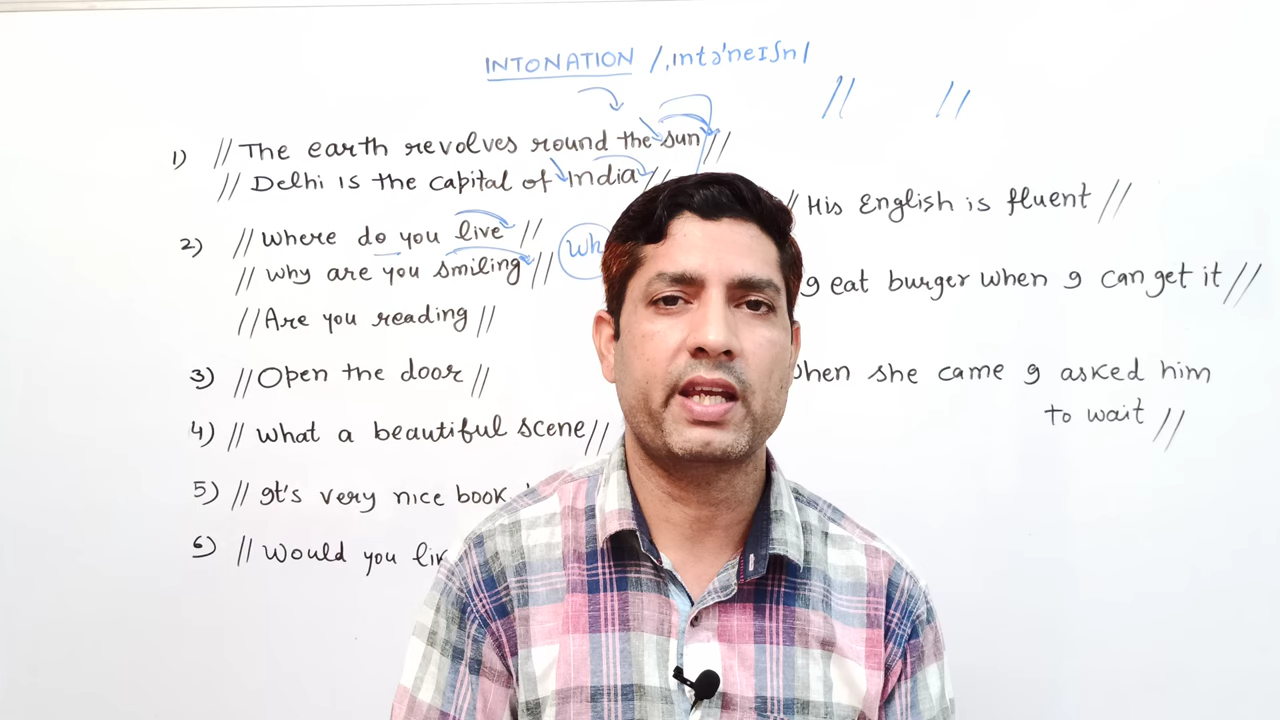 INTONATION /ˌɪntəˈneɪʃn/
// //
1) // The earth revolves round the sun //
// Delhi is the capital of India //
2) // Where do you live //
Wh
// Why are you smiling //
// Are you reading //
3) // Open the door //
4) // What a beautiful scene //
5) // It's very nice book
6) // Would you
/ His English is fluent //
I eat burger when I can get it //
hen she came I asked him
to wait //